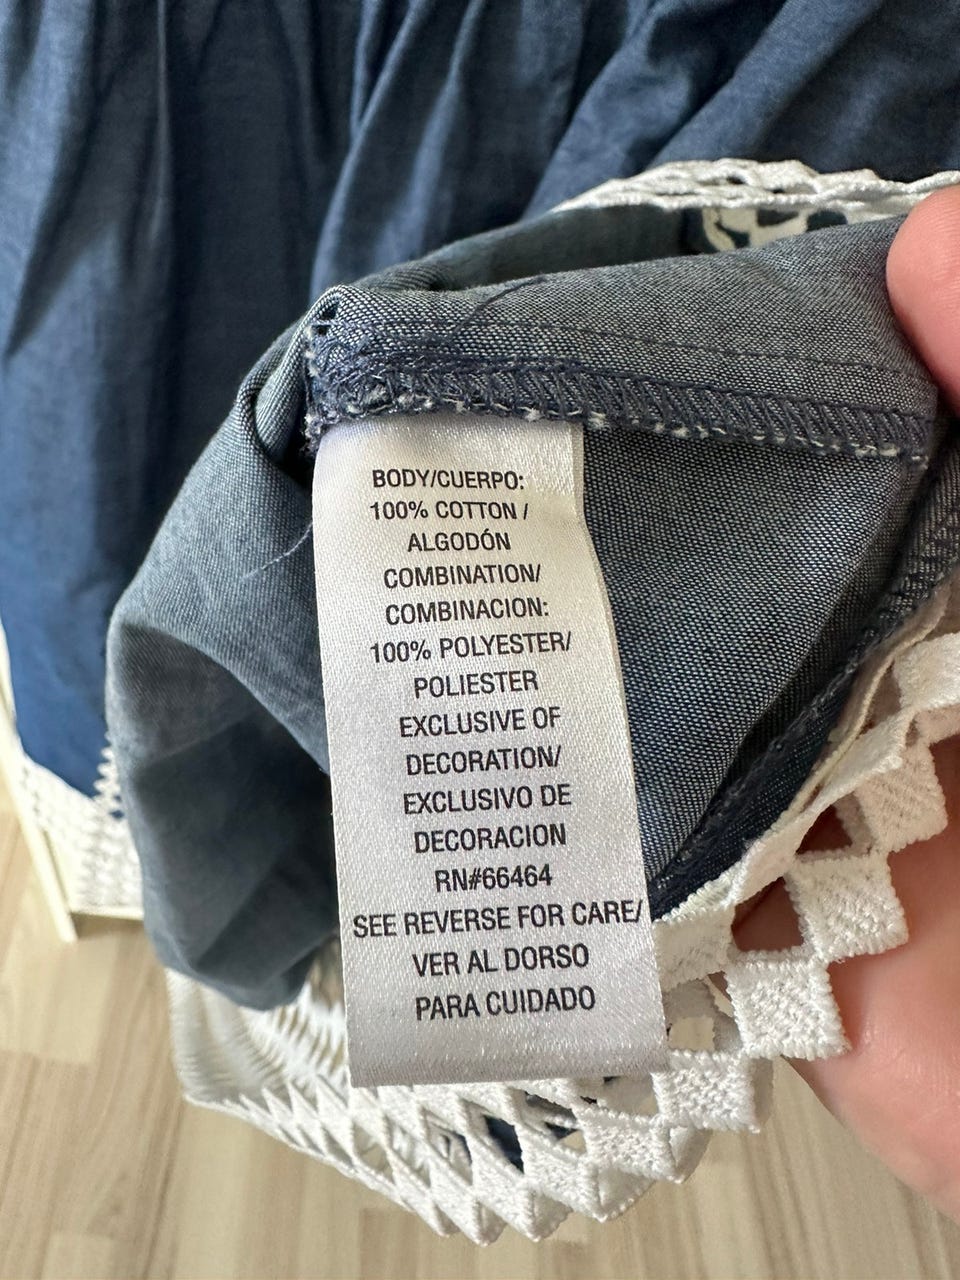 BODY/CUERPO:
100% COTTON /
ALGODÓN
COMBINATION/
COMBINACION:
100% POLYESTER/
POLIESTER
EXCLUSIVE OF
DECORATION/
EXCLUSIVO DE
DECORACION
RN#66464
SEE REVERSE FOR CARE/
VER AL DORSO
PARA CUIDADO